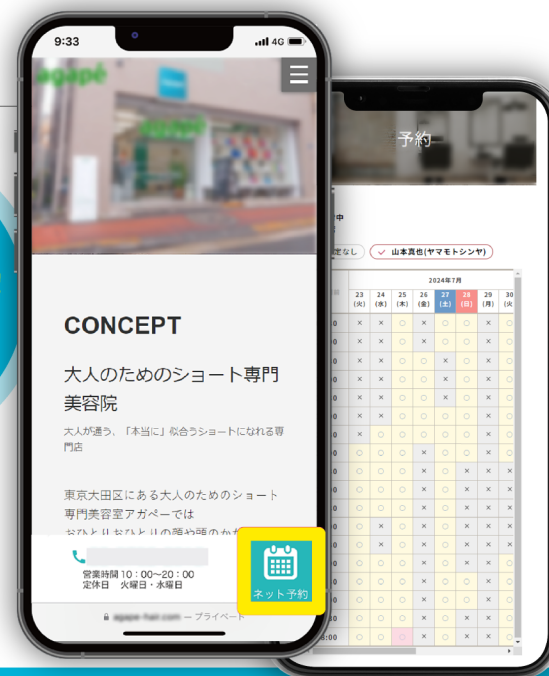 9:33
4G
agapē
CONCEPT
大人のためのショート専門
美容院
大人が通う、「本当に」似合うショートになれる専
門店
東京大田区にある大人のためのショート
専門美容室アガペーでは
営業時間 10：00〜20：00
定休日 火曜日・水曜日
ネット予約
— プライベート
予約
中
定なし
山本真也(ヤマモトシンヤ)
2024年7月
23 24 25 26 27 28 29 30
(火) (水) (木) (金) (土) (日) (月) (火
× × ○ × ○ ○ × ○
× × ○ × ○ ○ × ○
× × ○ ○ × ○ × ○
× × ○ ○ × ○ × ○
× × ○ ○ × ○ × ○
× × ○ ○ ○ ○ × ○
× ○ ○ ○ ○ ○ × ○
○ ○ ○ × ○ ○ × ○
○ ○ ○ × ○ × × ×
○ ○ ○ × ○ × × ×
○ ○ ○ × ○ × × ○
○ × ○ × ○ × × ×
○ × ○ × ○ × × ×
○ ○ ○ × ○ × × ○
○ ○ ○ × ○ ○ × ○
○ ○ ○ × ○ ○ × ○
○ ○ ○ × ○ × × ○
○ ○ ○ × ○ × × ○